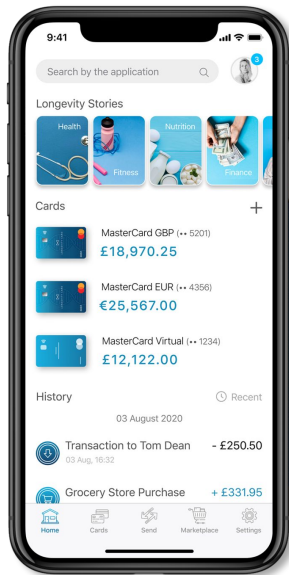 9:41
3
Search by the application
Longevity Stories
Health
Fitness
Nutrition
Finance
Cards
MasterCard GBP (•• 5201)
£18,970.25
MasterCard EUR (•• 4356)
€25,567.00
MasterCard Virtual (•• 1234)
£12,122.00
History
Recent
03 August 2020
Transaction to Tom Dean - £250.50
03 Aug, 16:32
Grocery Store Purchase + £331.95
Home Cards Send Marketplace Settings